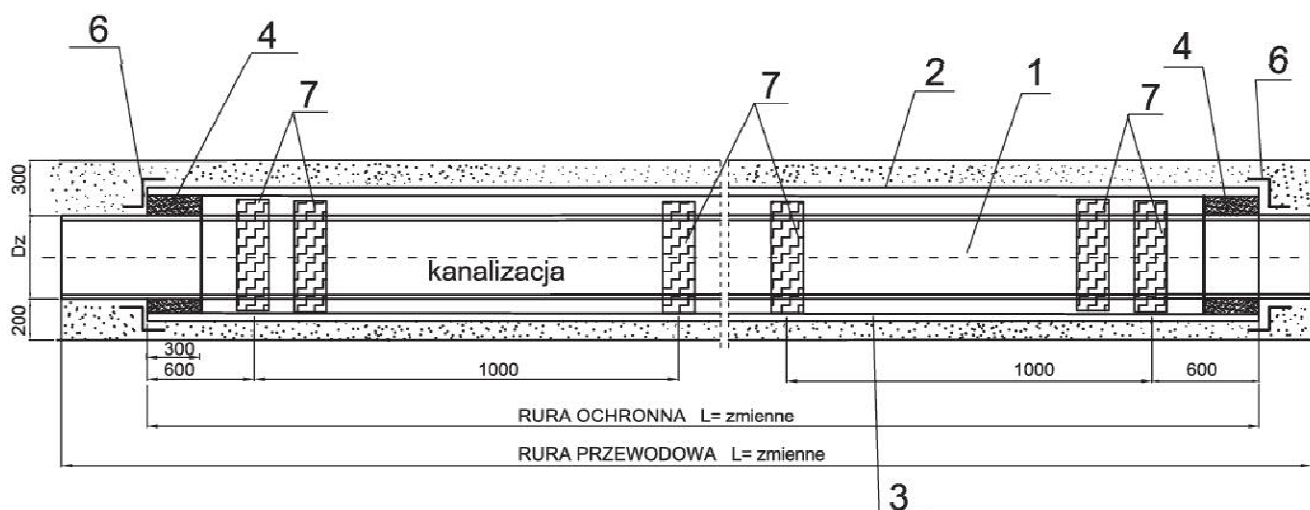 6 4 7 7 2 1 7 4 6
300
Dz
200
kanalizacja
300
600 1000 1000 600
RURA OCHRONNA L= zmienne
RURA PRZEWODOWA L= zmienne
3